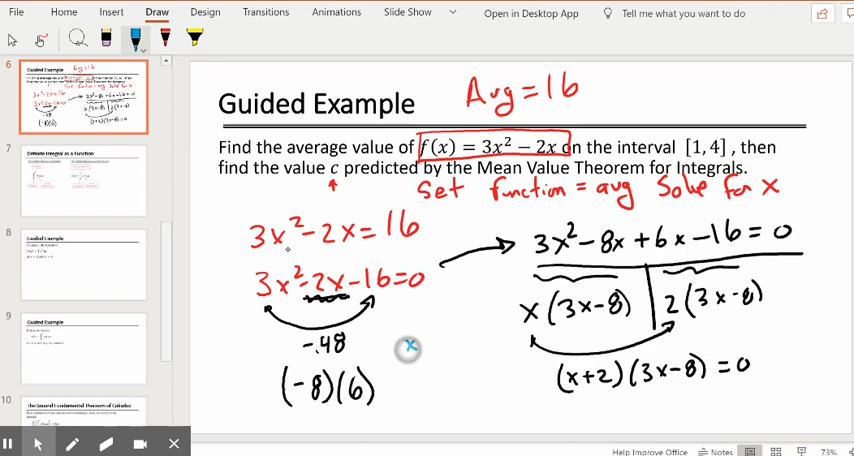 File Home Insert Draw Design Transitions Animations Slide Show Open in Desktop App Tell me what you want to do
6
Guided Example
Avg=16
7
Definite Integral as a Function
8
Guided Example
9
Guided Example
10
The Second Fundamental Theorem of Calculus
Guided Example
Avg=16
Find the average value of f(x) = 3x² − 2x on the interval [1, 4] , then
find the value c predicted by the Mean Value Theorem for Integrals.
Set function = avg Solve for x
3x²-2x=16
3x²-2x-16=0
-48
(-8)(6)
3x²-8x+6x-16=0
x(3x-8) 2(3x-8)
(x+2)(3x-8)=0
x
Help Improve Office Notes 73%